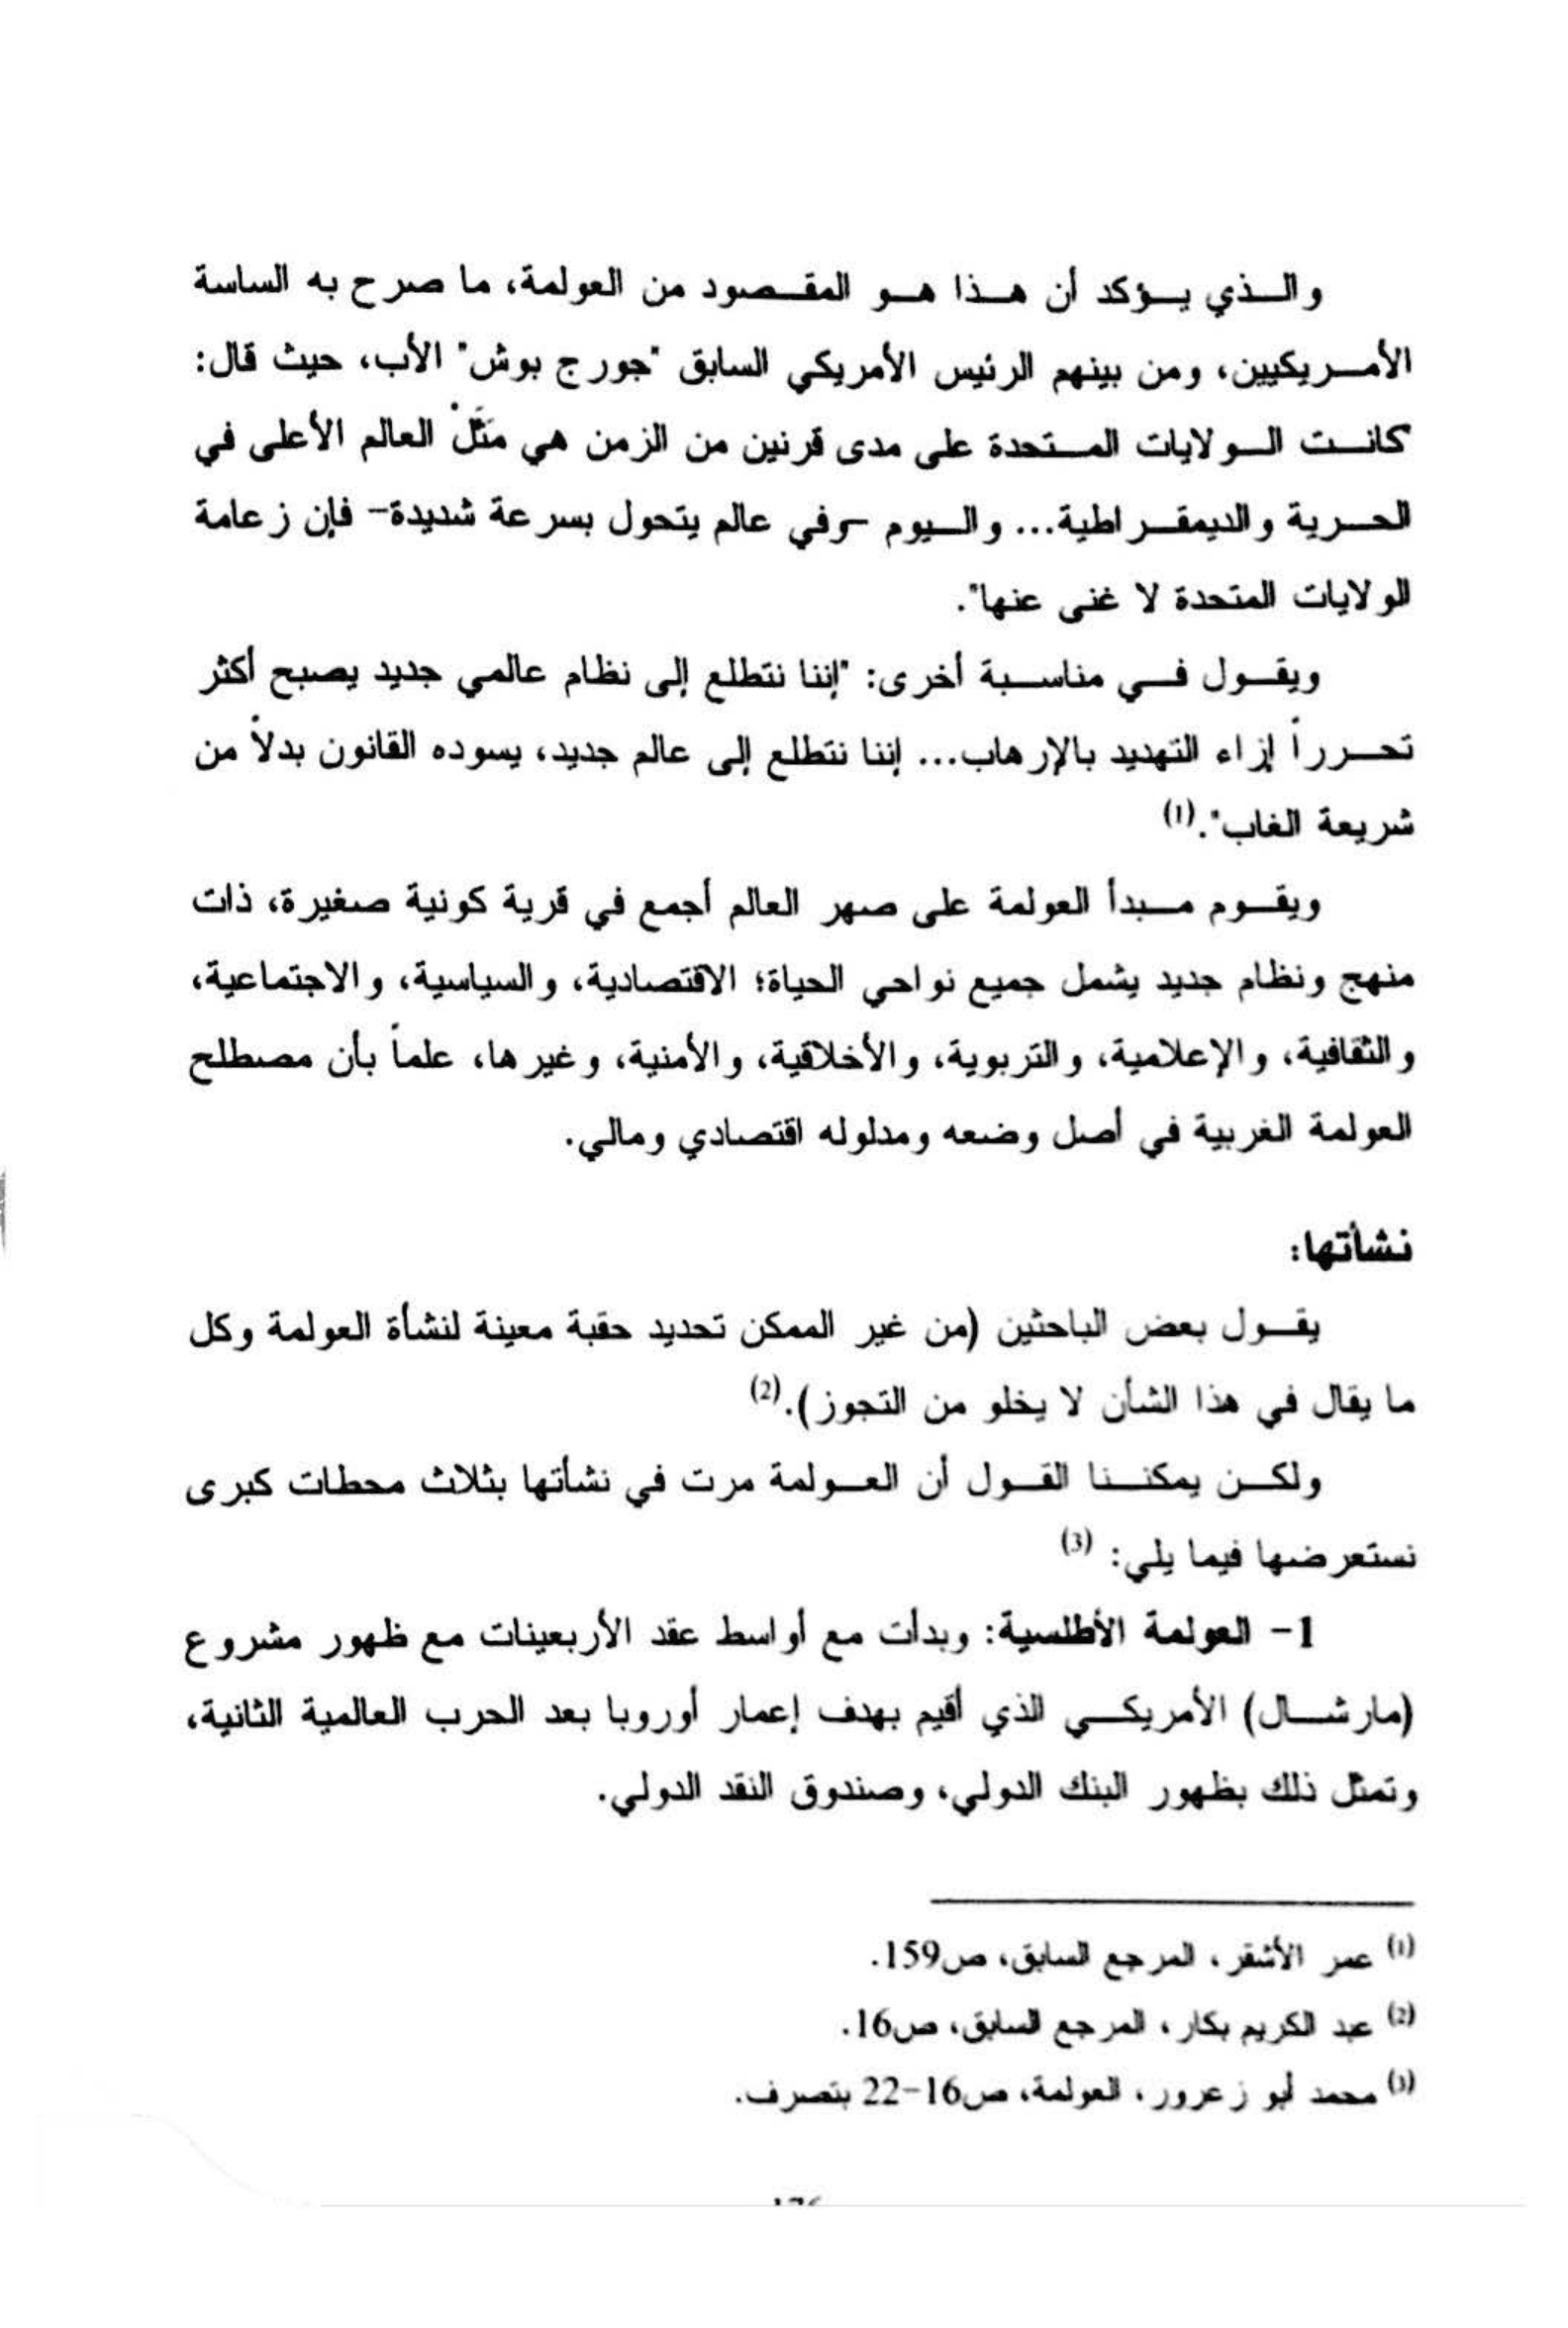 والذي يؤكد أن هذا هو المقصود من العولمة، ما صرح به الساسة
الأمريكيين، ومن بينهم الرئيس الأمريكي السابق "جورج بوش" الأب، حيث قال:
كانت الولايات المتحدة على مدى قرنين من الزمن هي مَثَلْ العالم الأعلى في
الحرية والديمقراطية... واليوم -وفي عالم يتحول بسرعة شديدة- فإن زعامة
الولايات المتحدة لا غنى عنها".
ويقول في مناسبة أخرى: "إننا نتطلع إلى نظام عالمي جديد يصبح أكثر
تحرراً إزاء التهديد بالإرهاب... إننا نتطلع إلى عالم جديد، يسوده القانون بدلاً من
شريعة الغاب".(1)
ويقوم مبدأ العولمة على صهر العالم أجمع في قرية كونية صغيرة، ذات
منهج ونظام جديد يشمل جميع نواحي الحياة؛ الاقتصادية، والسياسية، والاجتماعية،
والثقافية، والإعلامية، والتربوية، والأخلاقية، والأمنية، وغيرها، علماً بأن مصطلح
العولمة الغربية في أصل وضعه ومدلوله اقتصادي ومالي.
نشأتها:
يقول بعض الباحثين (من غير الممكن تحديد حقبة معينة لنشأة العولمة وكل
ما يقال في هذا الشأن لا يخلو من التجوز).(2)
ولكن يمكننا القول أن العولمة مرت في نشأتها بثلاث محطات كبرى
نستعرضها فيما يلي: (3)
1- العولمة الأطلسية: وبدأت مع أواسط عقد الأربعينات مع ظهور مشروع
(مارشال) الأمريكي الذي أقيم بهدف إعمار أوروبا بعد الحرب العالمية الثانية،
وتمثل ذلك بظهور البنك الدولي، وصندوق النقد الدولي.
(1) عمر الأشقر، المرجع السابق، ص159.
(2) عبد الكريم بكار، المرجع السابق، ص16.
(3) محمد أبو زعرور، العولمة، ص16-22 بتصرف.